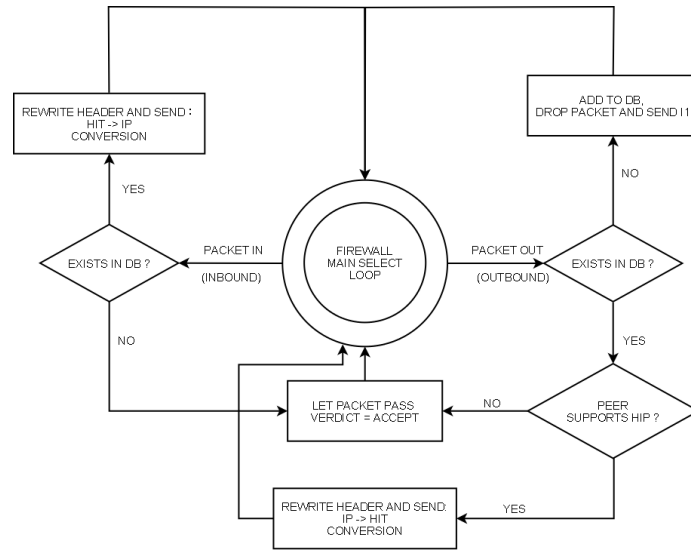 REWRITE HEADER AND SEND :
HIT -> IP
CONVERSION
ADD TO DB,
DROP PACKET AND SEND I1
YES
NO
EXISTS IN DB ?
PACKET IN
(INBOUND)
FIREWALL
MAIN SELECT
LOOP
PACKET OUT
(OUTBOUND)
EXISTS IN DB ?
NO
YES
LET PACKET PASS
VERDICT = ACCEPT
NO
PEER
SUPPORTS HIP ?
REWRITE HEADER AND SEND:
IP -> HIT
CONVERSION
YES